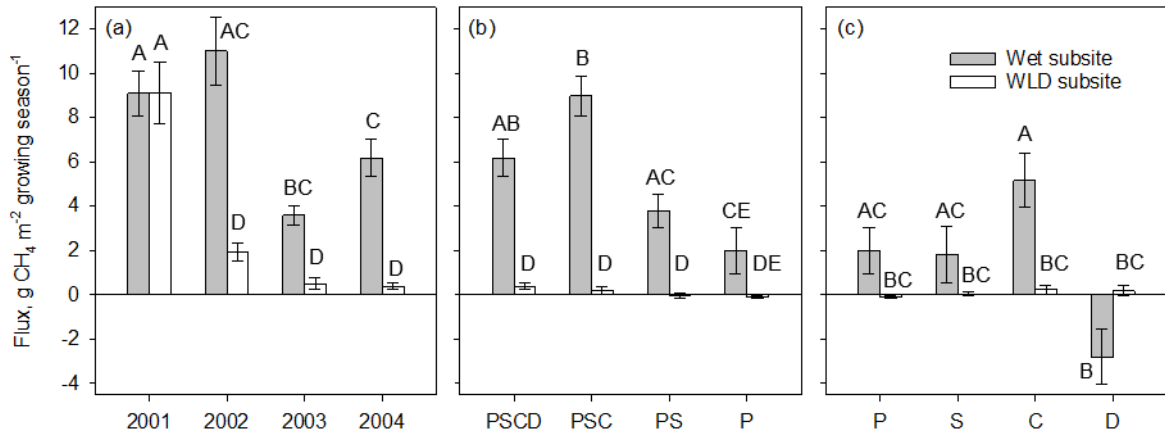 Flux, g CH4 m-2 growing season-1
12
10
8
6
4
2
0
-2
-4
(a)
A A AC
D
BC
D
C
D
2001 2002 2003 2004
(b)
AB
D
B
D
AC
D
CE
DE
PSCD PSC PS P
(c)
Wet subsite
WLD subsite
AC
BC
AC
BC
A
BC
B
BC
P S C D